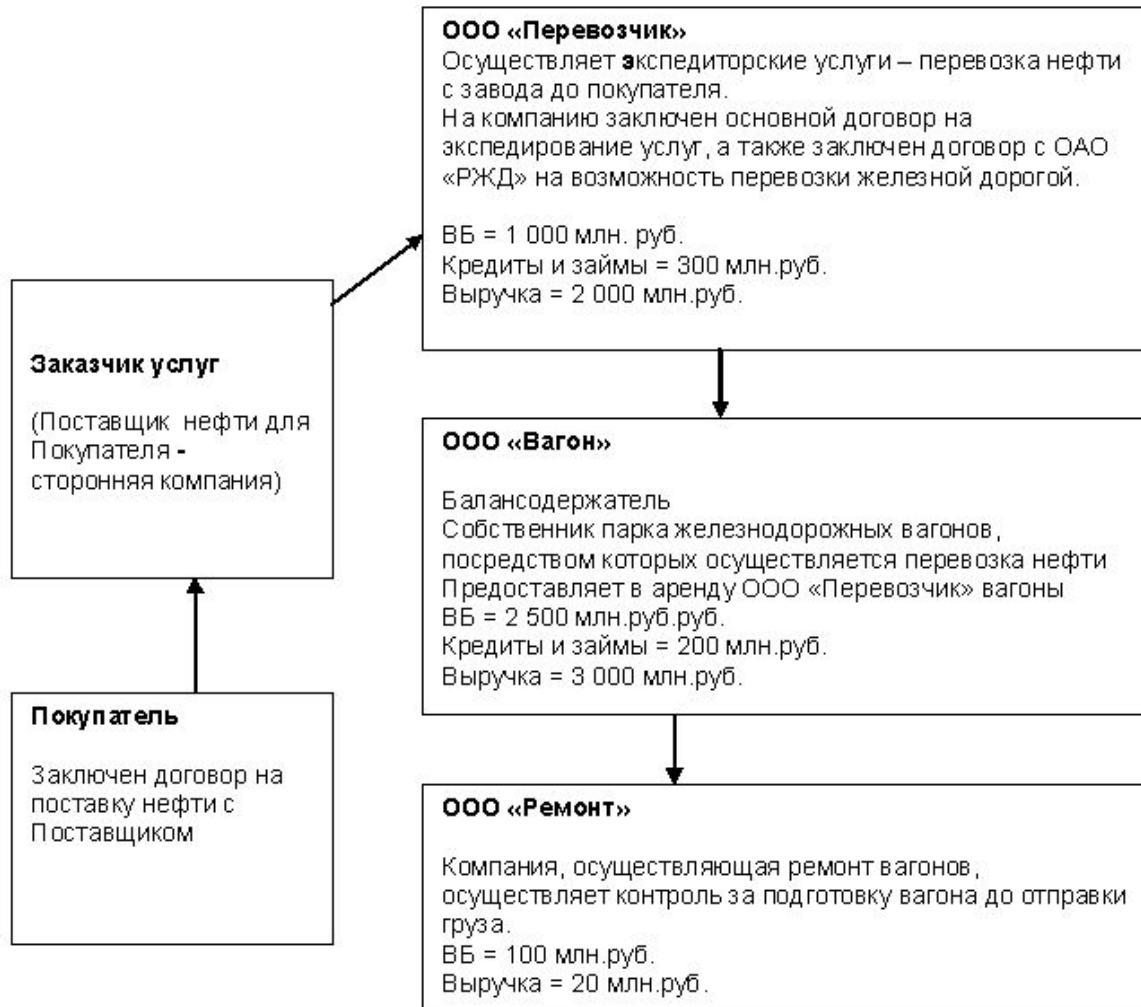 ООО «Перевозчик»
Осуществляет экспедиторские услуги – перевозка нефти
с завода до покупателя.
На компанию заключен основной договор на
экспедирование услуг, а также заключен договор с ОАО
«РЖД» на возможность перевозки железной дорогой.
ВБ = 1 000 млн. руб.
Кредиты и займы = 300 млн.руб.
Выручка = 2 000 млн.руб.
Заказчик услуг
(Поставщик нефти для
Покупателя -
сторонняя компания)
ООО «Вагон»
Балансодержатель
Собственник парка железнодорожных вагонов,
посредством которых осуществляется перевозка нефти
Предоставляет в аренду ООО «Перевозчик» вагоны
ВБ = 2 500 млн.руб.руб.
Кредиты и займы = 200 млн.руб.
Выручка = 3 000 млн.руб.
Покупатель
Заключен договор на
поставку нефти с
Поставщиком
ООО «Ремонт»
Компания, осуществляющая ремонт вагонов,
осуществляет контроль за подготовку вагона до отправки
груза.
ВБ = 100 млн.руб.
Выручка = 20 млн.руб.